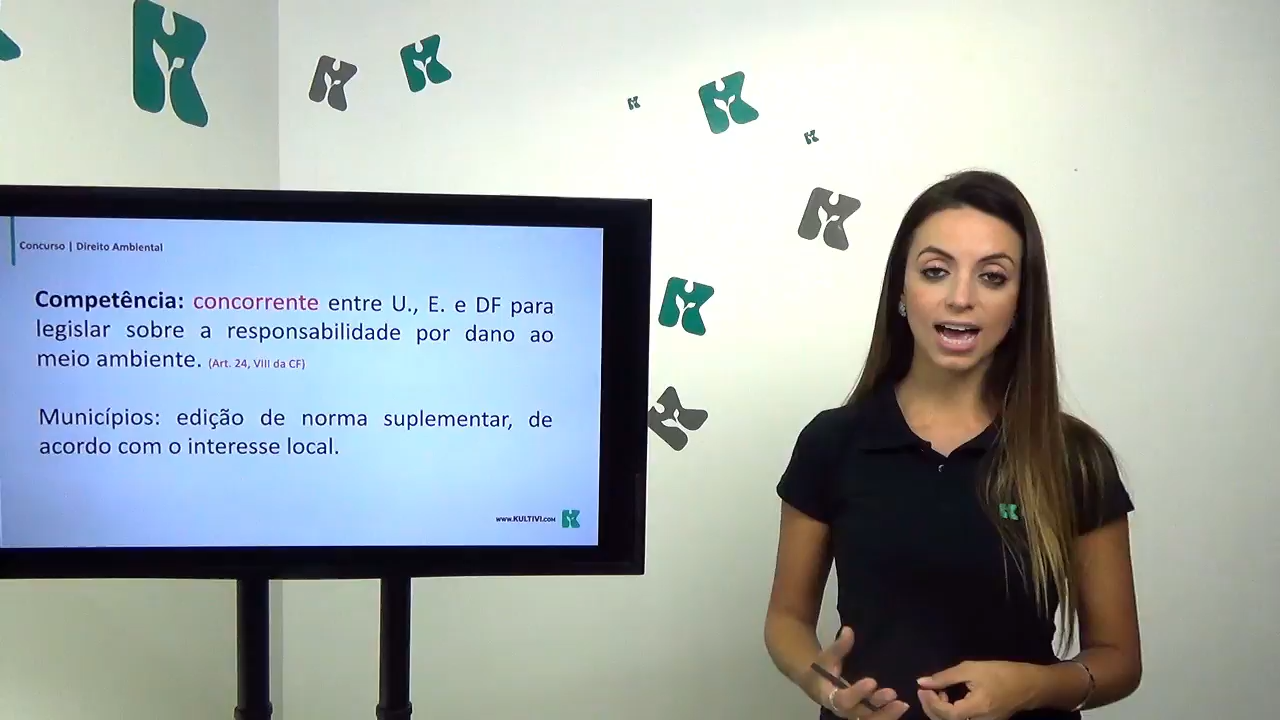 Concurso | Direito Ambiental
Competência: concorrente entre U., E. e DF para
legislar sobre a responsabilidade por dano ao
meio ambiente. (Art. 24, VIII da CF)
Municípios: edição de norma suplementar, de
acordo com o interesse local.
www.KULTIVI.com